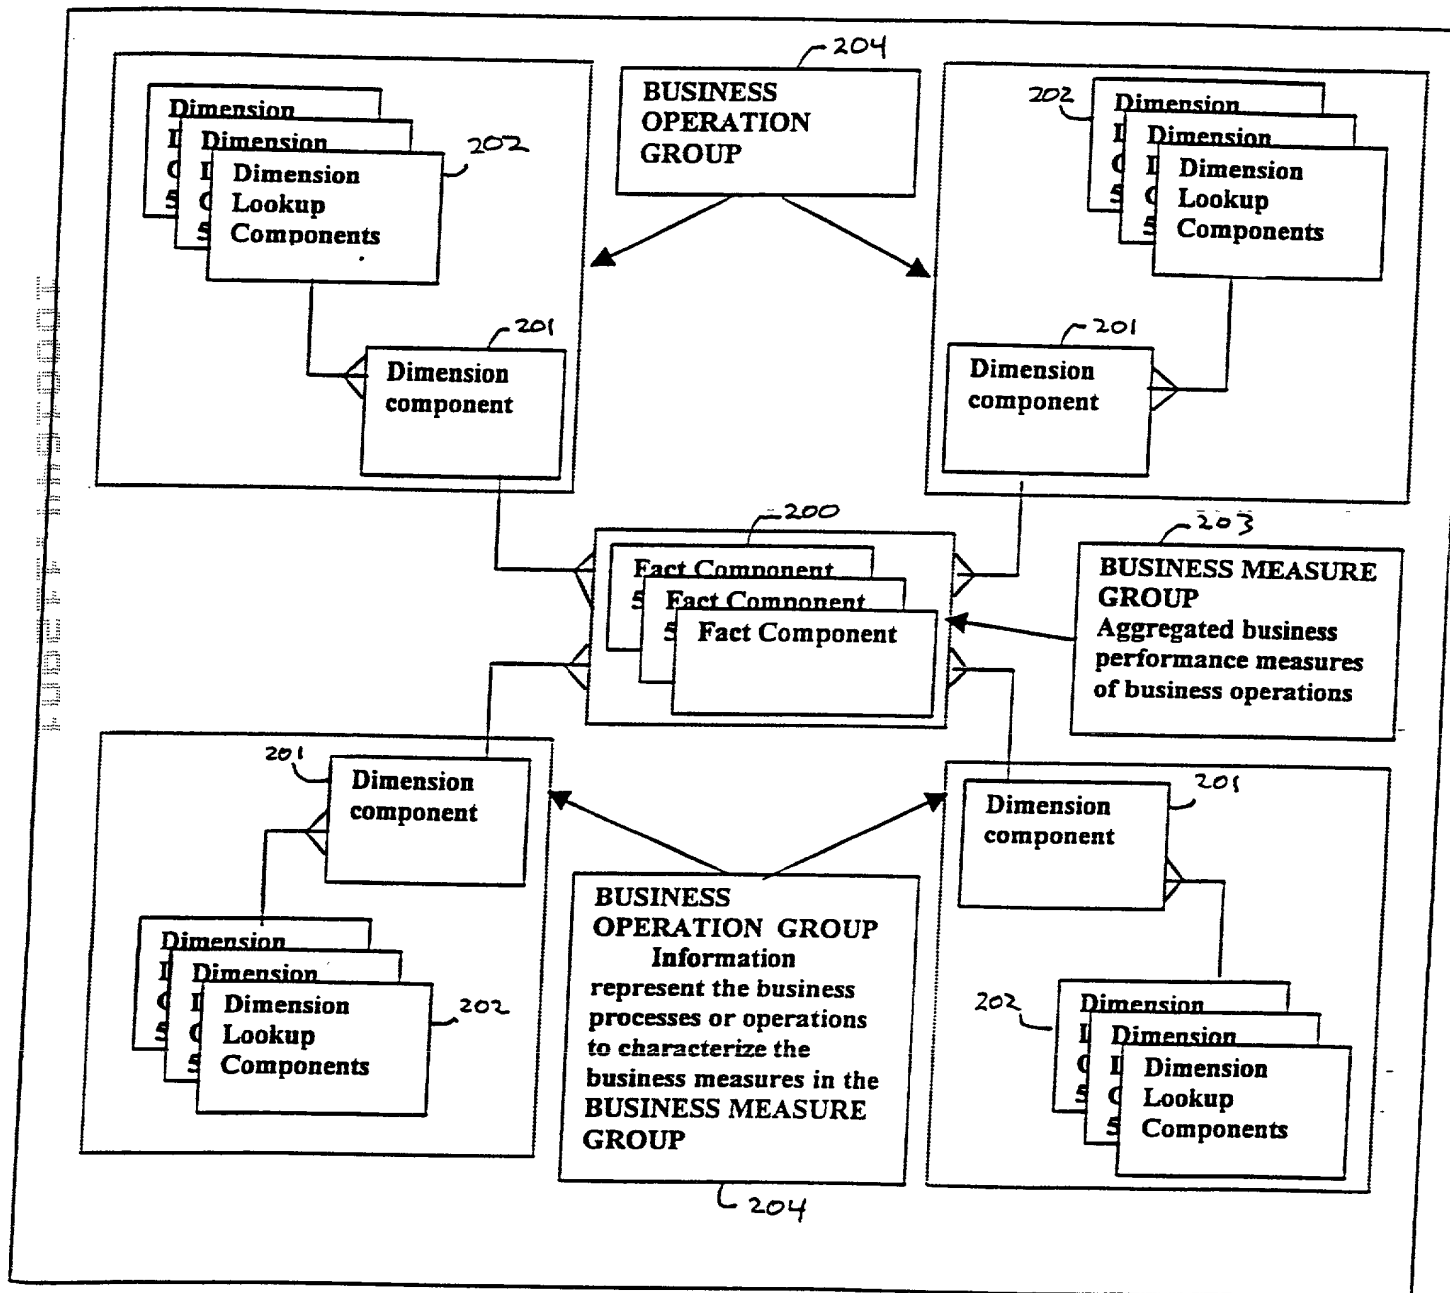 204
BUSINESS
OPERATION
GROUP
Dimension
Dimension
202
Dimension
Lookup
Components
202
Dimension
Dimension
Dimension
Lookup
Components
201
Dimension
component
201
Dimension
component
200
Fact Component
Fact Component
Fact Component
203
BUSINESS MEASURE
GROUP
Aggregated business
performance measures
of business operations
201
Dimension
component
201
Dimension
component
Dimension
Dimension
Dimension
Lookup
Components
202
BUSINESS
OPERATION GROUP
Information
represent the business
processes or operations
to characterize the
business measures in the
BUSINESS MEASURE
GROUP
204
202
Dimension
Dimension
Dimension
Lookup
Components